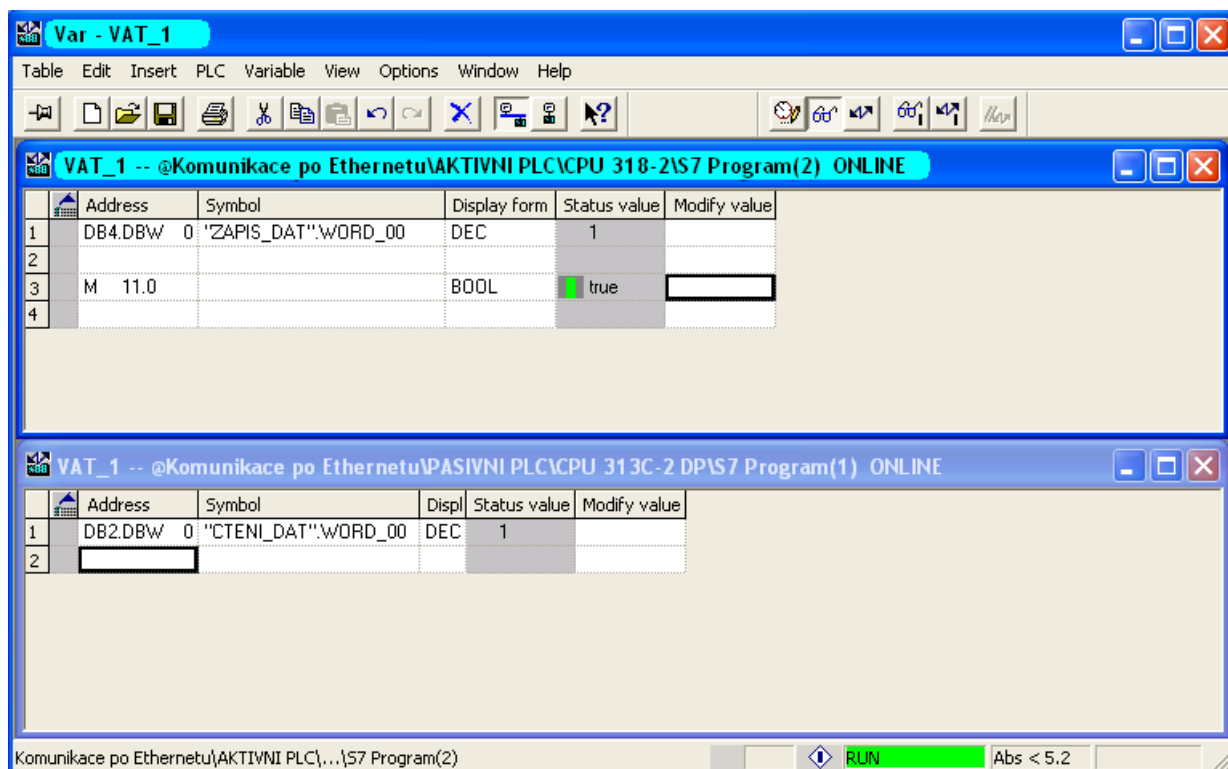 Var - VAT_1
Table Edit Insert PLC Variable View Options Window Help
VAT_1 -- @Komunikace po Ethernetu\AKTIVNI PLC\CPU 318-2\S7 Program(2) ONLINE
Address Symbol Display form Status value Modify value
1 DB4.DBW 0 "ZAPIS_DAT".WORD_00 DEC 1
2
3 M 11.0 BOOL true
4
VAT_1 -- @Komunikace po Ethernetu\PASIVNI PLC\CPU 313C-2 DP\S7 Program(1) ONLINE
Address Symbol Displ Status value Modify value
1 DB2.DBW 0 "CTENI_DAT".WORD_00 DEC 1
2
Komunikace po Ethernetu\AKTIVNI PLC\...\S7 Program(2) RUN Abs < 5.2